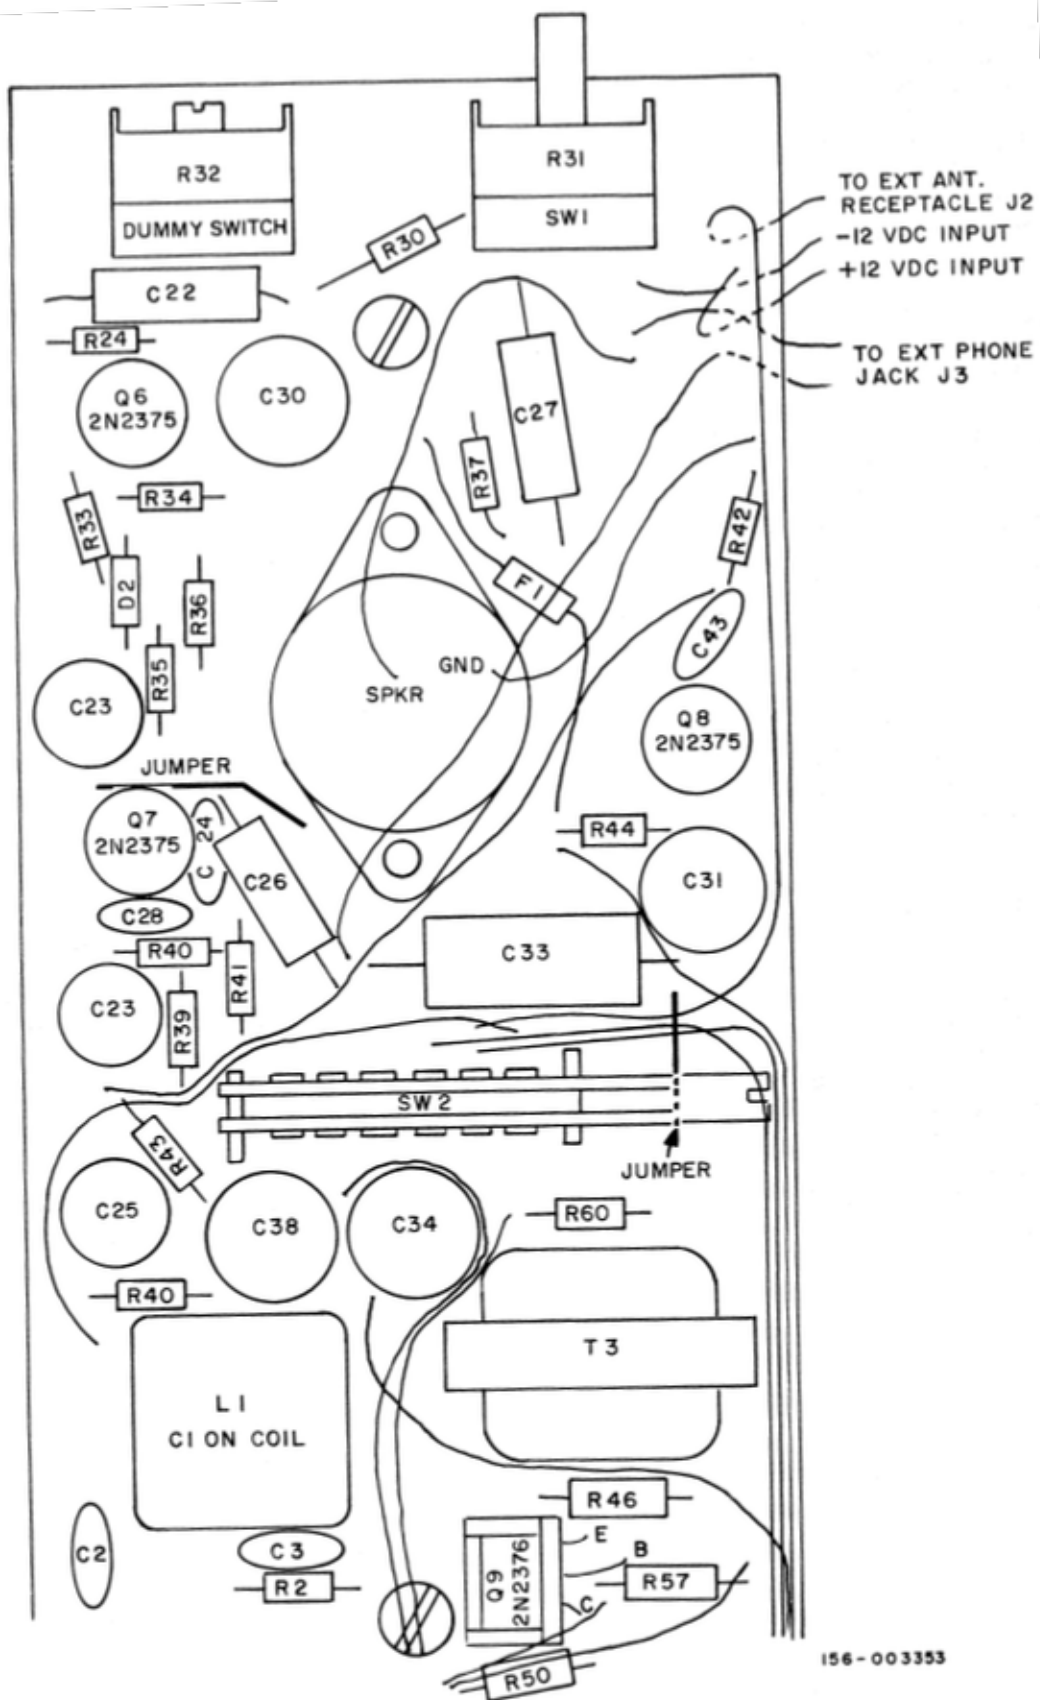 R32
DUMMY SWITCH
R31
SW1
TO EXT ANT.
RECEPTACLE J2
-12 VDC INPUT
+12 VDC INPUT
TO EXT PHONE
JACK J3
R30
C22
R24
Q6
2N2375
C30
C27
R37
R34
R33
D2
R36
R35
F1
R42
C43
C23
GND
SPKR
Q8
2N2375
JUMPER
Q7
2N2375
C 24
C26
C28
R44
C31
R40
R41
C33
C23
R39
SW2
JUMPER
R43
C25
C38
C34
R60
R40
T3
L1
C1 ON COIL
R46
C2
C3
R2
Q9
2N2376
E
B
C
R57
R50
156-003353